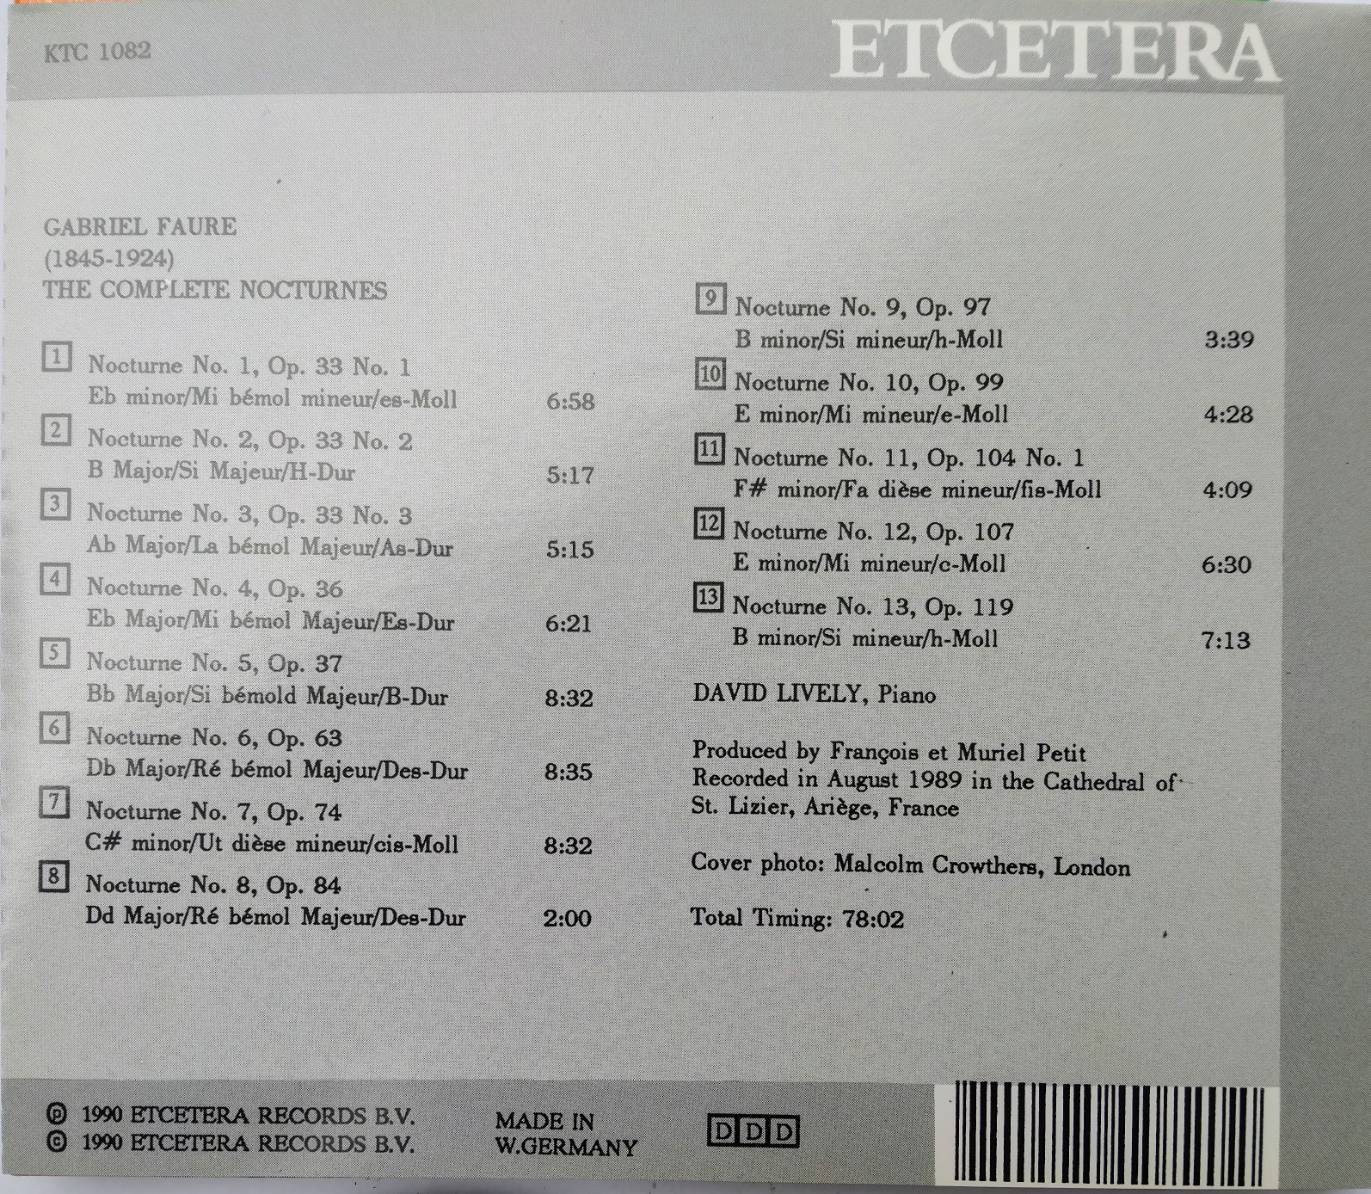 KTC 1082
ETCETERA
GABRIEL FAURE
(1845-1924)
THE COMPLETE NOCTURNES
1 Nocturne No. 1, Op. 33 No. 1
Eb minor/Mi bémol mineur/es-Moll 6:58
2 Nocturne No. 2, Op. 33 No. 2
B Major/Si Majeur/H-Dur 5:17
3 Nocturne No. 3, Op. 33 No. 3
Ab Major/La bémol Majeur/As-Dur 5:15
4 Nocturne No. 4, Op. 36
Eb Major/Mi bémol Majeur/Es-Dur 6:21
5 Nocturne No. 5, Op. 37
Bb Major/Si bémold Majeur/B-Dur 8:32
6 Nocturne No. 6, Op. 63
Db Major/Ré bémol Majeur/Des-Dur 8:35
7 Nocturne No. 7, Op. 74
C# minor/Ut dièse mineur/cis-Moll 8:32
8 Nocturne No. 8, Op. 84
Dd Major/Ré bémol Majeur/Des-Dur 2:00
9 Nocturne No. 9, Op. 97
B minor/Si mineur/h-Moll 3:39
10 Nocturne No. 10, Op. 99
E minor/Mi mineur/e-Moll 4:28
11 Nocturne No. 11, Op. 104 No. 1
F# minor/Fa dièse mineur/fis-Moll 4:09
12 Nocturne No. 12, Op. 107
E minor/Mi mineur/c-Moll 6:30
13 Nocturne No. 13, Op. 119
B minor/Si mineur/h-Moll 7:13
DAVID LIVELY, Piano
Produced by François et Muriel Petit
Recorded in August 1989 in the Cathedral of
St. Lizier, Ariège, France
Cover photo: Malcolm Crowthers, London
Total Timing: 78:02
℗ 1990 ETCETERA RECORDS B.V.
© 1990 ETCETERA RECORDS B.V.
MADE IN
W.GERMANY
DDD